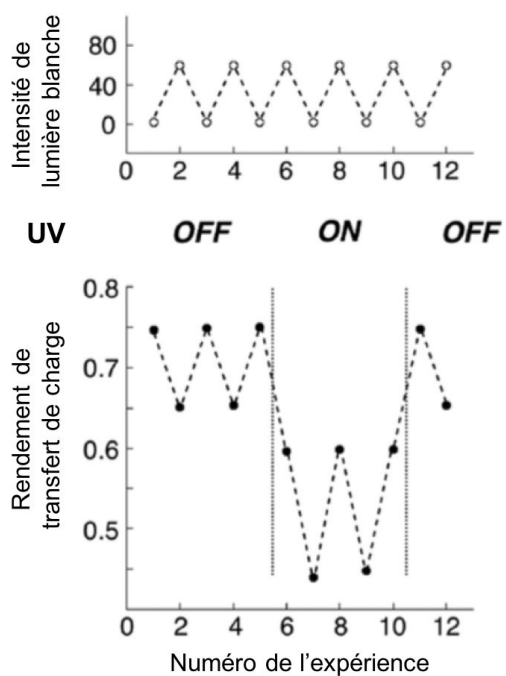 Intensité de
lumière blanche
80
40
0
0 2 4 6 8 10 12
UV OFF ON OFF
Rendement de
transfert de charge
0.8
0.7
0.6
0.5
0 2 4 6 8 10 12
Numéro de l'expérience